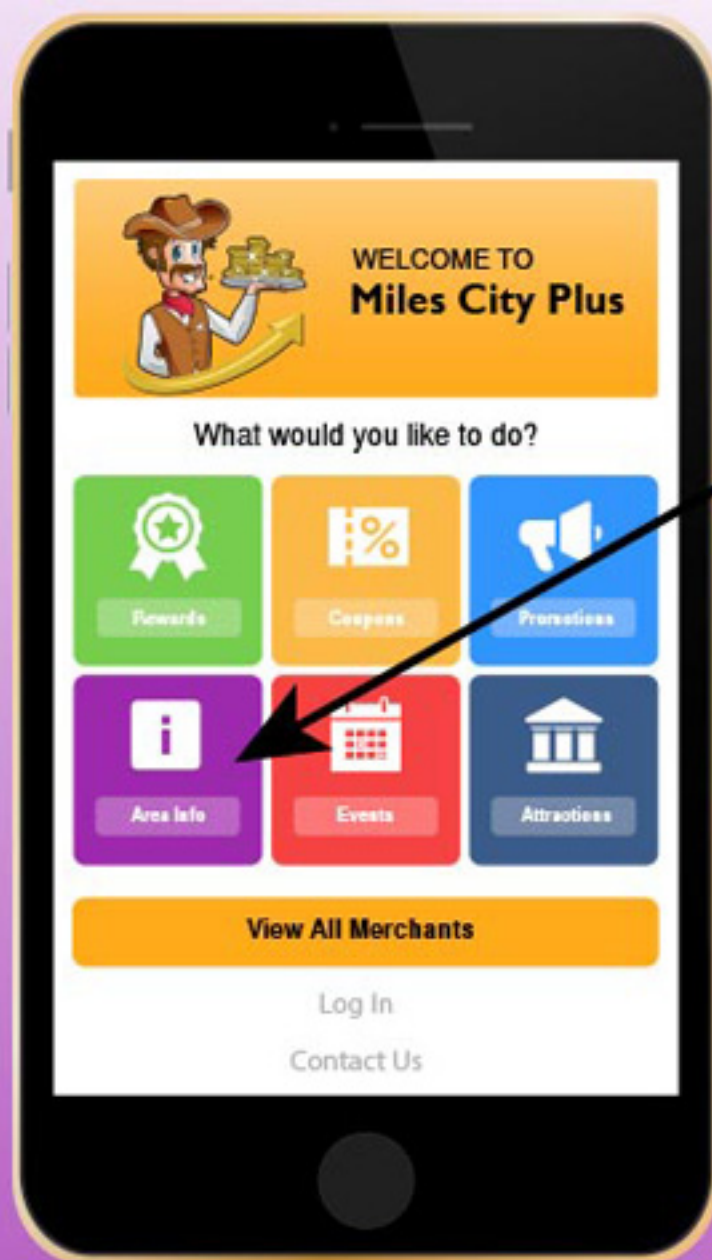 WELCOME TO
Miles City Plus
What would you like to do?
Rewards
Coupons
Promotions
i
Area Info
Events
Attractions
View All Merchants
Log In
Contact Us